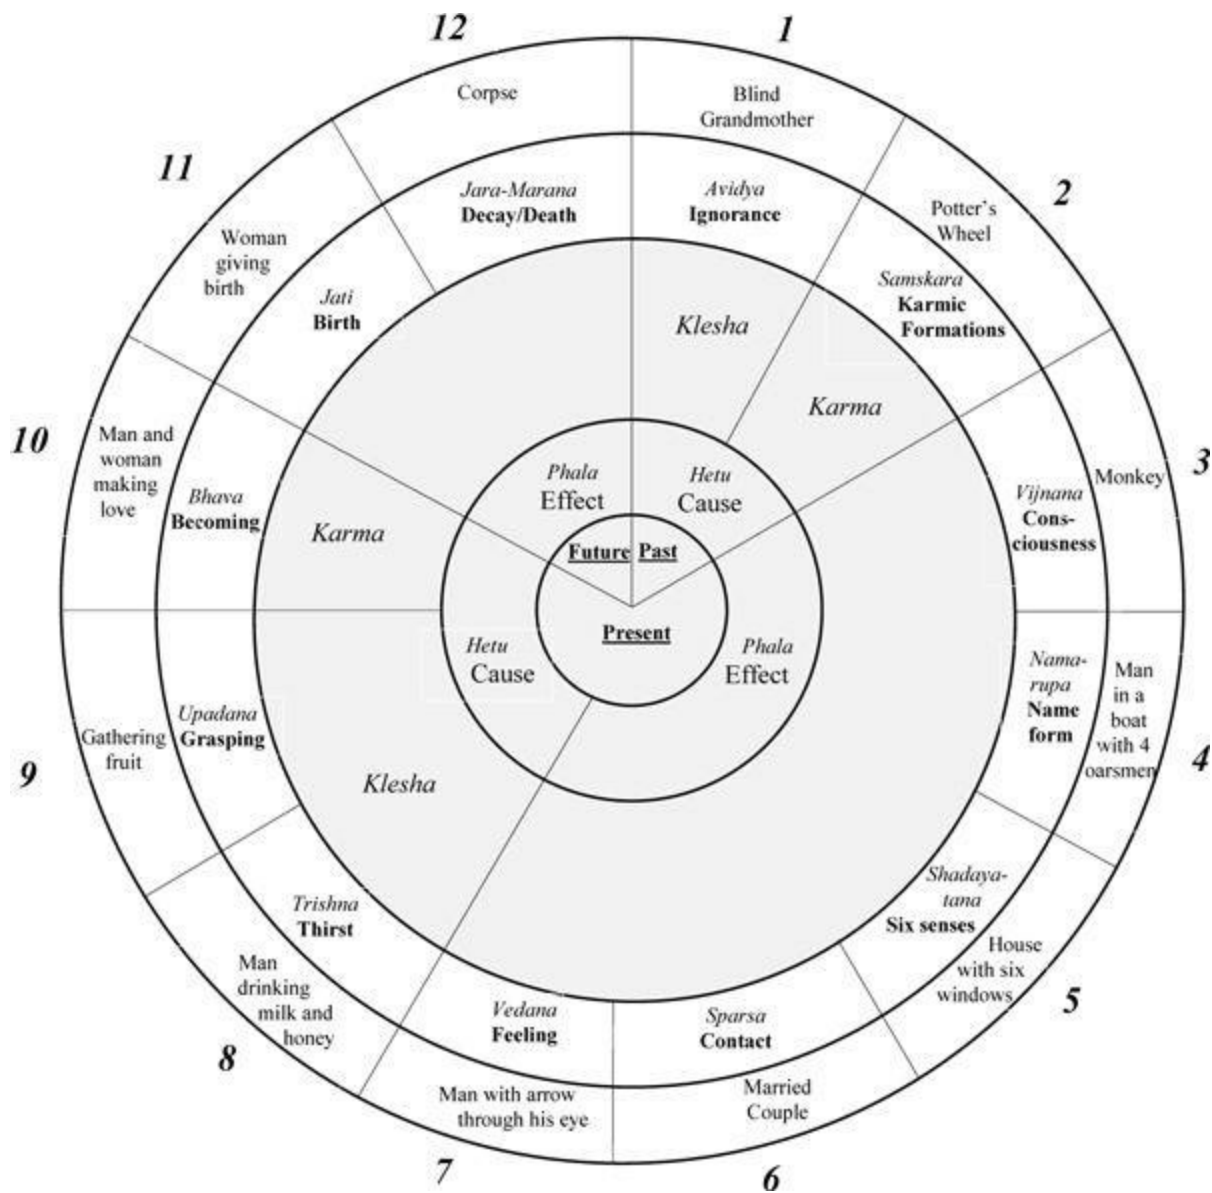 12
1
Corpse
Blind
Grandmother
11
2
Jara-Marana
Decay/Death
Avidya
Ignorance
Potter's
Wheel
Woman
giving
birth
Jati
Birth
Samskara
Karmic
Formations
Klesha
Karma
10
3
Man and
woman
making
love
Bhava
Becoming
Karma
Phala
Effect
Hetu
Cause
Vijnana
Cons-
ciousness
Monkey
Future
Past
Present
Hetu
Cause
Phala
Effect
Nama-
rupa
Name
form
Man
in a
boat
with 4
oarsmen
9
4
Gathering
fruit
Upadana
Grasping
Klesha
Trishna
Thirst
Shadaya-
tana
Six senses
Man
drinking
milk and
honey
House
with six
windows
8
5
Vedana
Feeling
Sparsa
Contact
Man with arrow
through his eye
Married
Couple
7
6